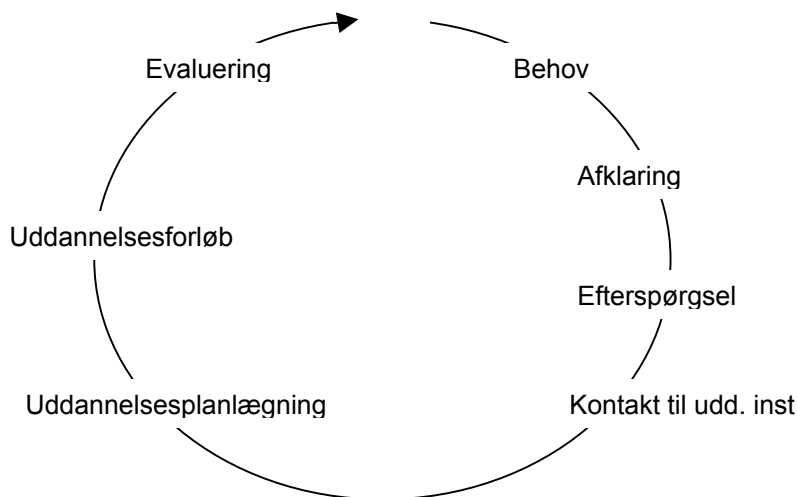 Evaluering
Behov
Afklaring
Uddannelsesforløb
Efterspørgsel
Uddannelsesplanlægning
Kontakt til udd. inst